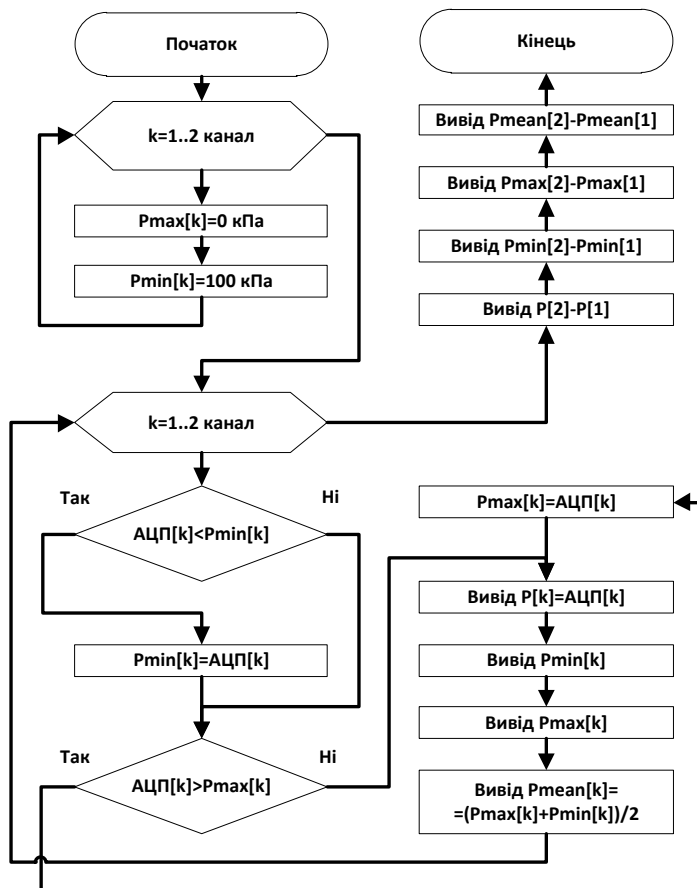 Початок
k=1..2 канал
Pmax[k]=0 кПа
Pmin[k]=100 кПа
k=1..2 канал
Так
Ні
АЦП[k]<Pmin[k]
Pmin[k]=АЦП[k]
Так
Ні
АЦП[k]>Pmax[k]
Pmax[k]=АЦП[k]
Вивід P[k]=АЦП[k]
Вивід Pmin[k]
Вивід Pmax[k]
Вивід Pmean[k]=
=(Pmax[k]+Pmin[k])/2
Вивід P[2]-P[1]
Вивід Pmin[2]-Pmin[1]
Вивід Pmax[2]-Pmax[1]
Вивід Pmean[2]-Pmean[1]
Кінець